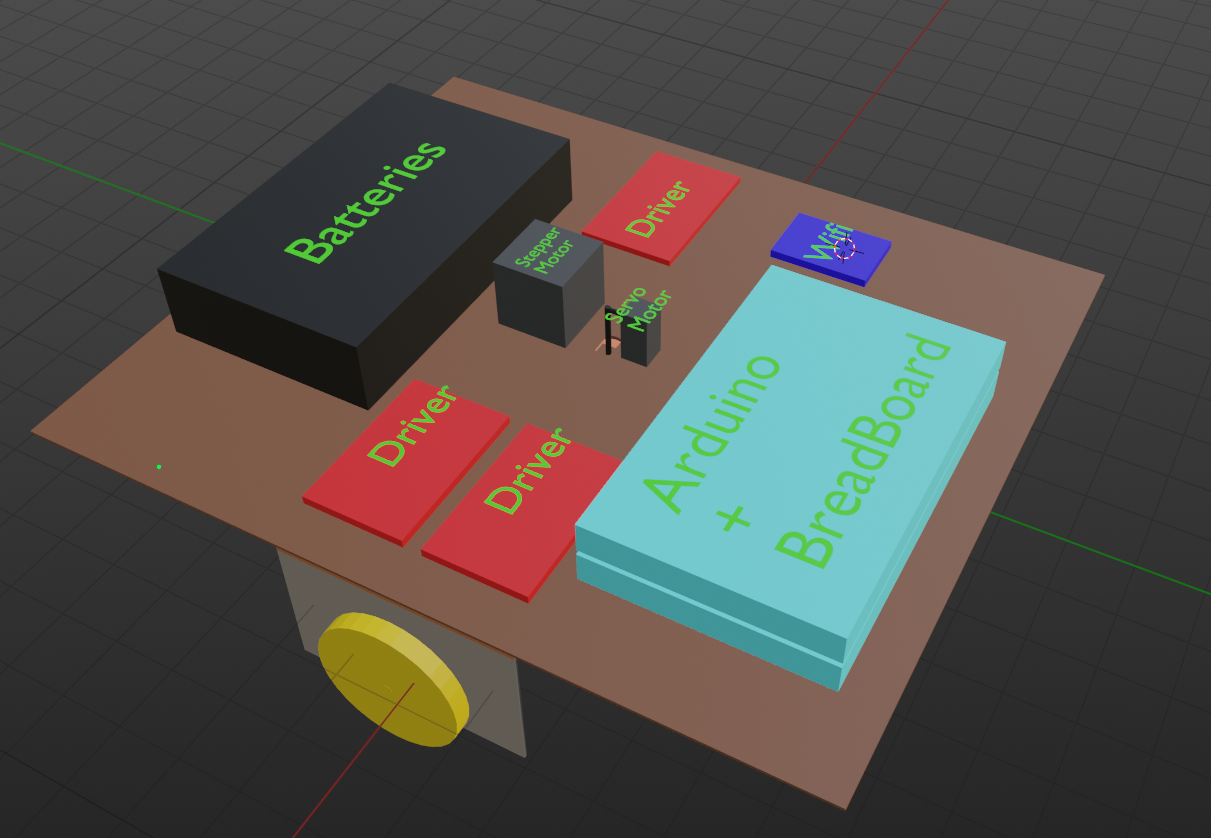 Batteries
Driver
Wifi
Stepper
Motor
Servo
Motor
Driver
Driver
Arduino
+
BreadBoard